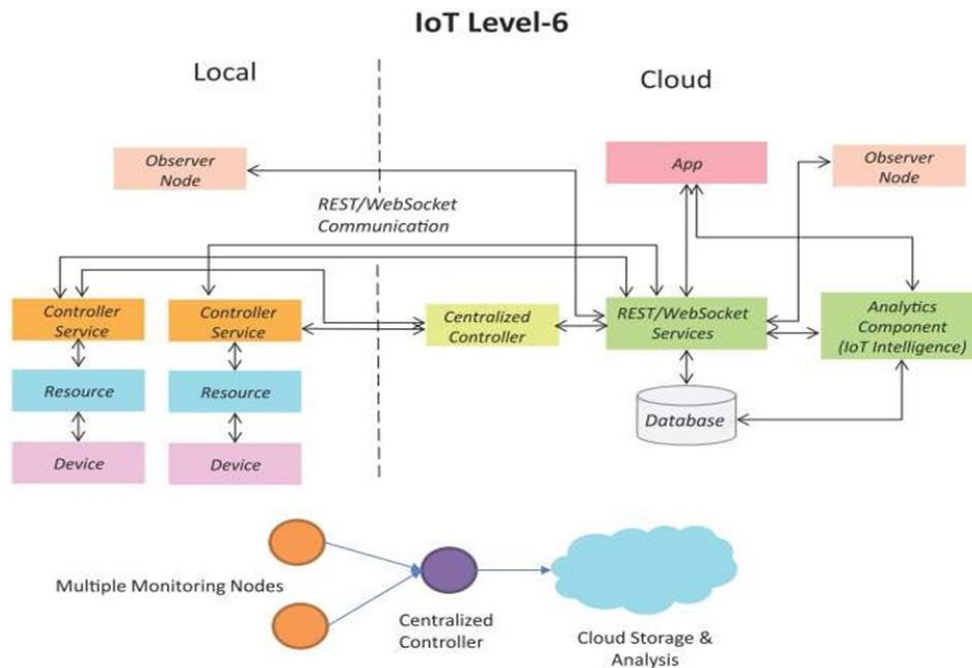 IoT Level-6
Local
Cloud
Observer
Node
App
Observer
Node
REST/WebSocket
Communication
Controller
Service
Controller
Service
Centralized
Controller
REST/WebSocket
Services
Analytics
Component
(IoT Intelligence)
Resource
Resource
Database
Device
Device
Multiple Monitoring Nodes
Centralized
Controller
Cloud Storage &
Analysis